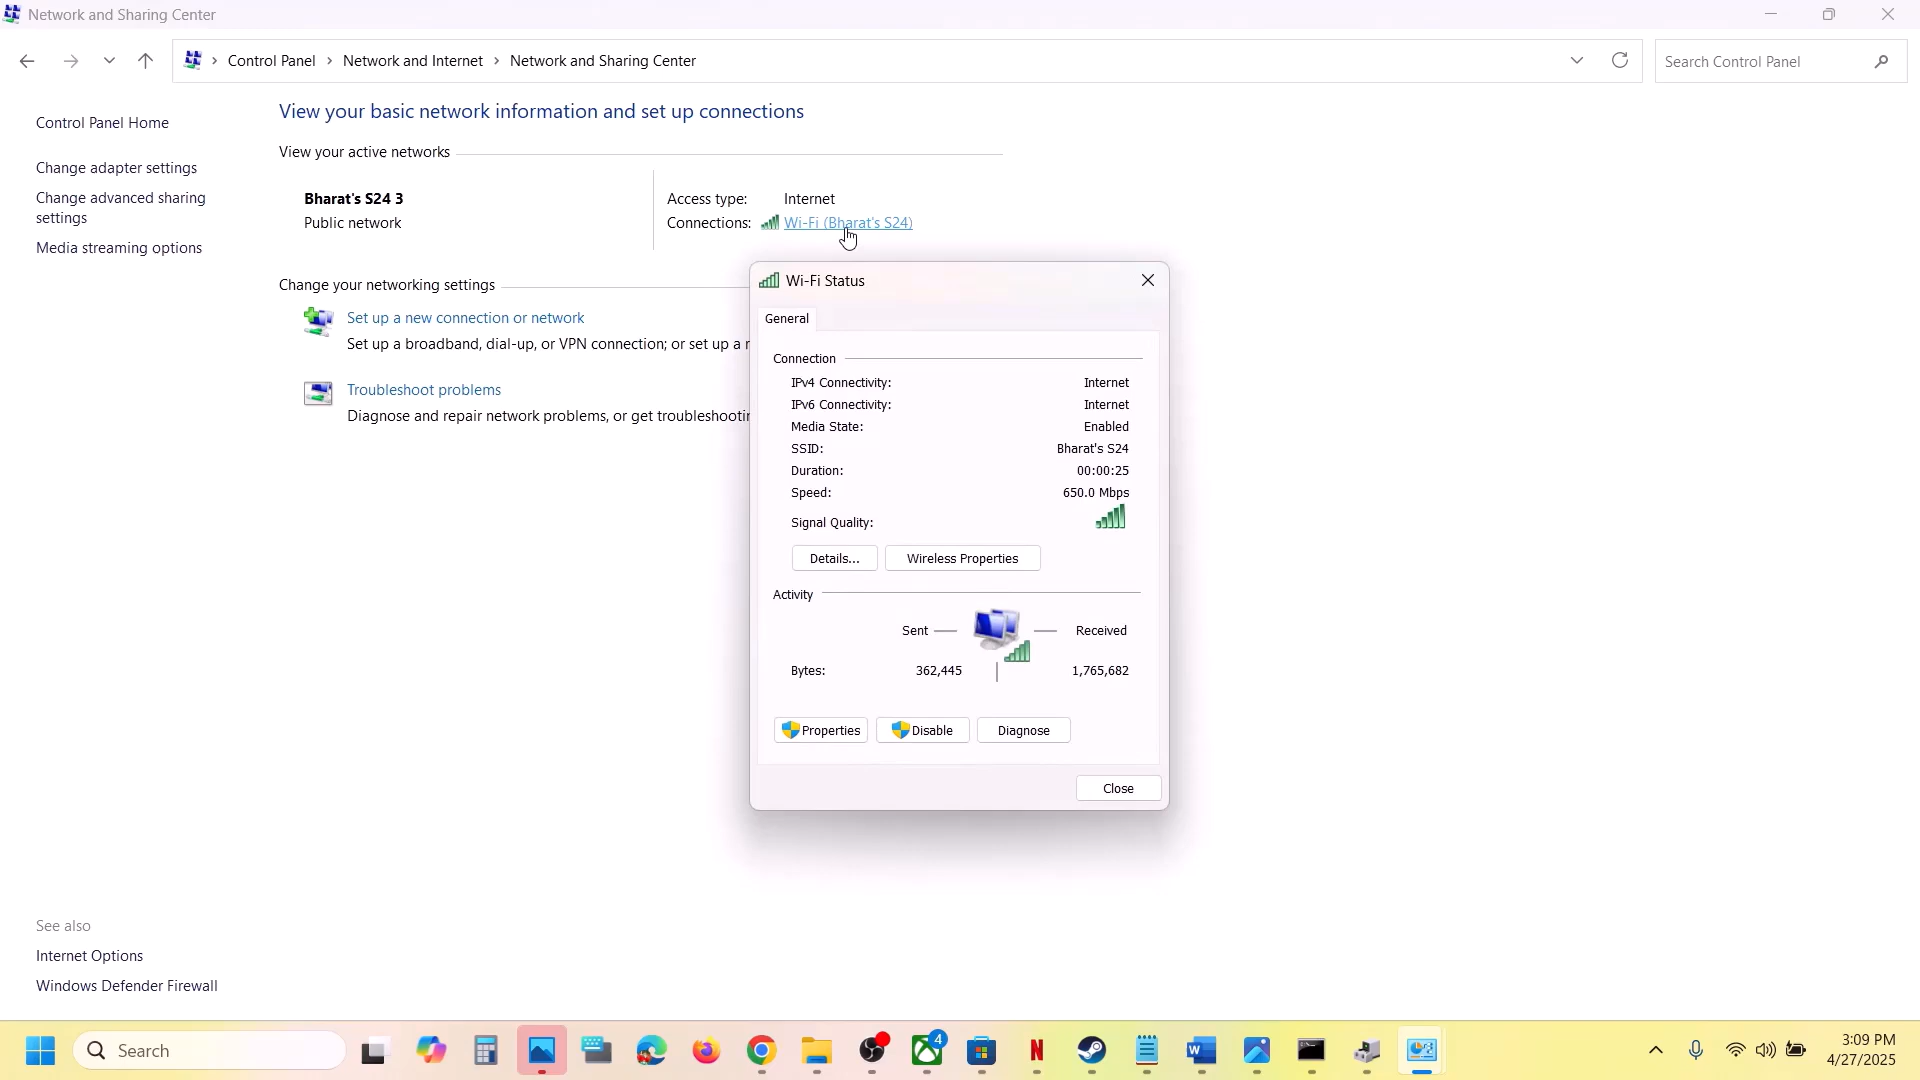 Network and Sharing Center
Control Panel > Network and Internet > Network and Sharing Center
Search Control Panel
Control Panel Home
Change adapter settings
Change advanced sharing
settings
Media streaming options
View your basic network information and set up connections
View your active networks
Bharat's S24 3
Public network
Access type: Internet
Connections: Wi-Fi (Bharat's S24)
Change your networking settings
Set up a new connection or network
Set up a broadband, dial-up, or VPN connection; or set up a
Troubleshoot problems
Diagnose and repair network problems, or get
Wi-Fi Status
General
Connection
IPv4 Connectivity: Internet
IPv6 Connectivity: Internet
Media State: Enabled
SSID: Bharat's S24
Duration: 00:00:25
Speed: 650.0 Mbps
Signal Quality:
Details... Wireless Properties
Activity
Sent Received
Bytes: 362,445 1,765,682
Properties Disable Diagnose
Close
See also
Internet Options
Windows Defender Firewall
Search
4
3:09 PM
4/27/2025